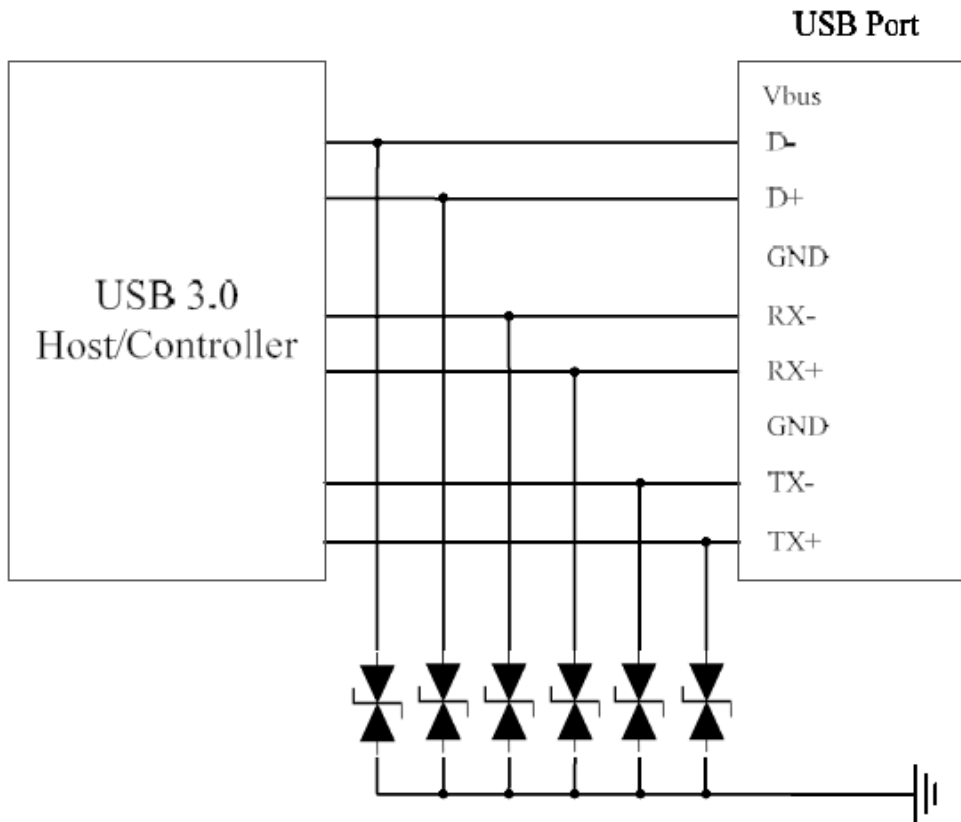 USB Port
USB 3.0
Host/Controller
Vbus
D-
D+
GND
RX-
RX+
GND
TX-
TX+